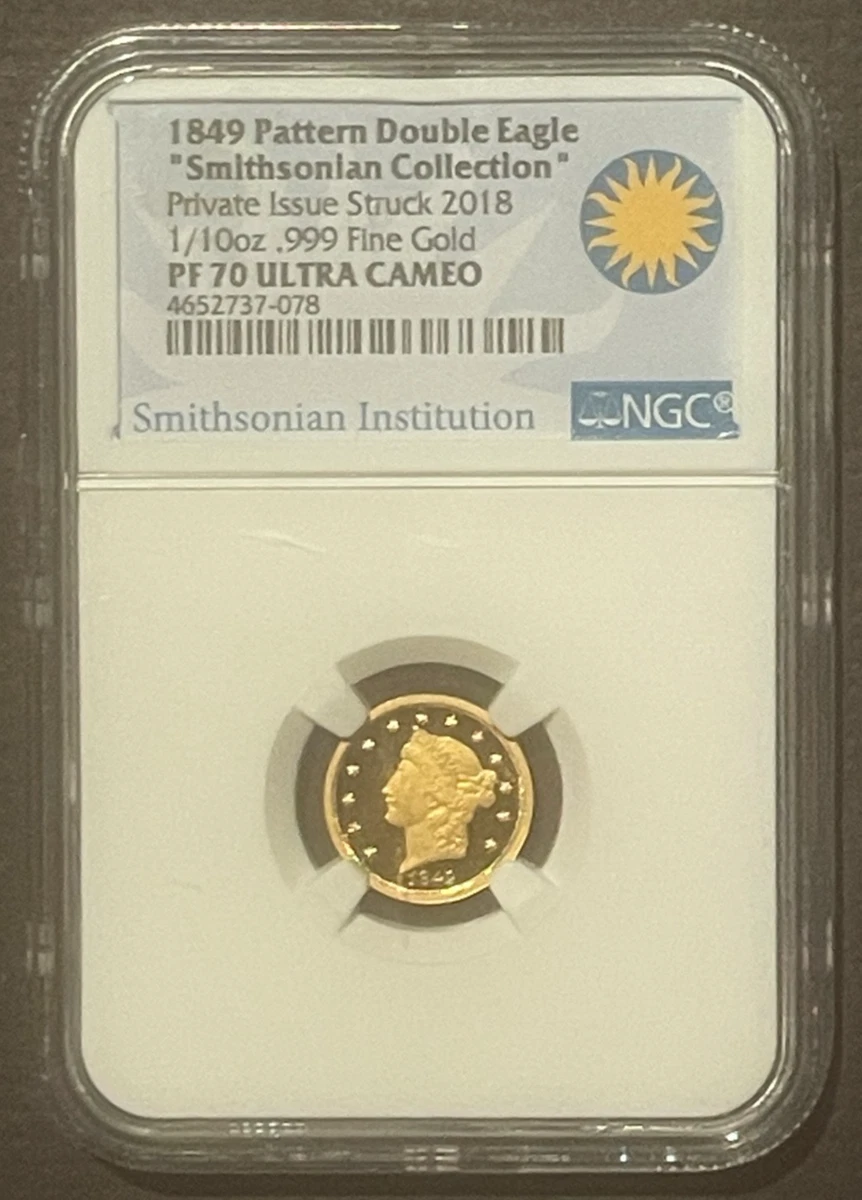 1849 Pattern Double Eagle
"Smithsonian Collection"
Private Issue Struck 2018
1/10oz .999 Fine Gold
PF 70 ULTRA CAMEO
4652737-078
Smithsonian Institution
NGC®
1849